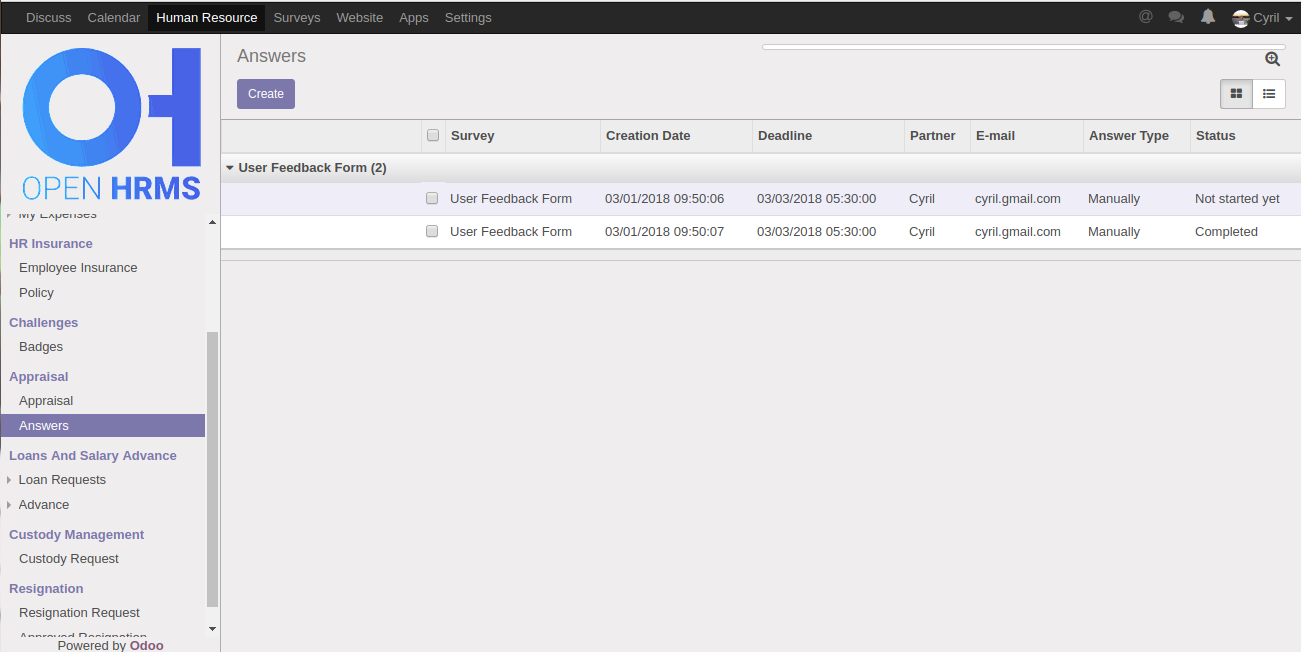 Discuss Calendar Human Resource Surveys Website Apps Settings @ Cyril
OPEN HRMS
My Expenses
HR Insurance
Employee Insurance
Policy
Challenges
Badges
Appraisal
Appraisal
Answers
Loans And Salary Advance
Loan Requests
Advance
Custody Management
Custody Request
Resignation
Resignation Request
Approved Resignation
Powered by Odoo
Answers
Create
Survey Creation Date Deadline Partner E-mail Answer Type Status
User Feedback Form (2)
User Feedback Form 03/01/2018 09:50:06 03/03/2018 05:30:00 Cyril cyril.gmail.com Manually Not started yet
User Feedback Form 03/01/2018 09:50:07 03/03/2018 05:30:00 Cyril cyril.gmail.com Manually Completed